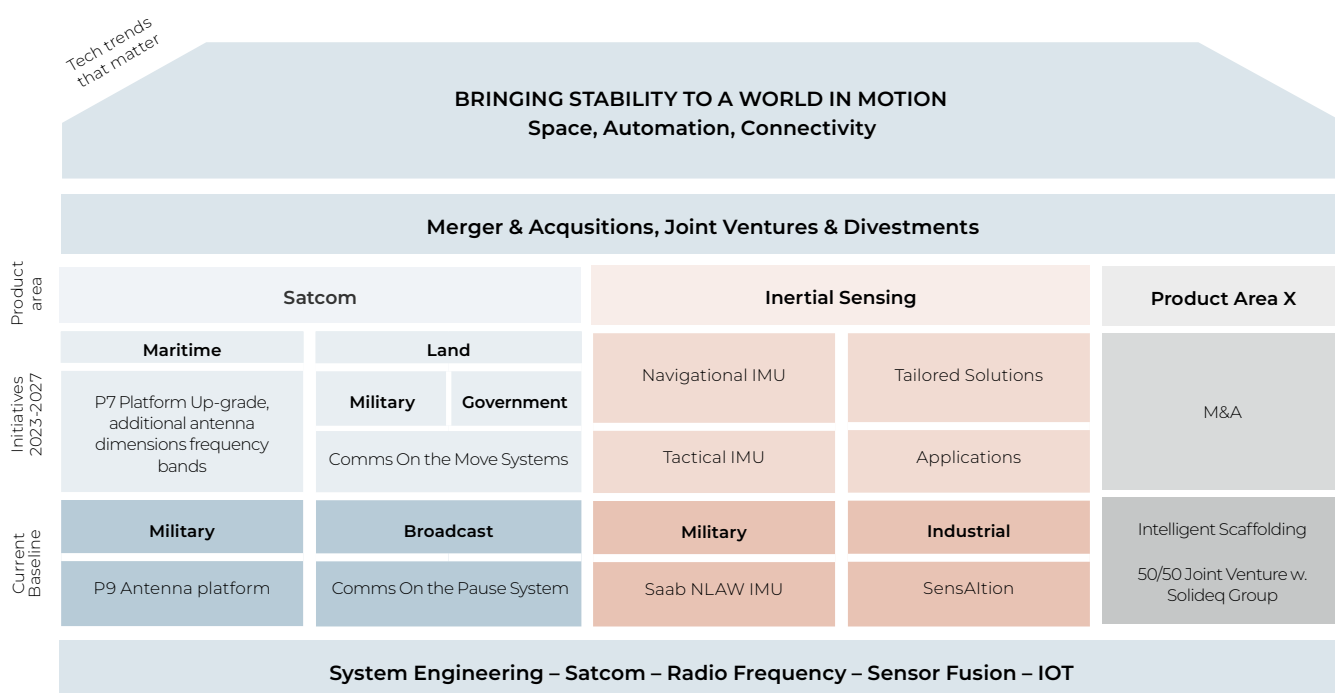 Tech trends
that matter
BRINGING STABILITY TO A WORLD IN MOTION
Space, Automation, Connectivity
Merger & Acqusitions, Joint Ventures & Divestments
Product
area
Satcom
Inertial Sensing
Product Area X
Initiatives
2023-2027
Maritime
Land
P7 Platform Up-grade,
additional antenna
dimensions frequency
bands
Military
Government
Comms On the Move Systems
Navigational IMU
Tailored Solutions
Tactical IMU
Applications
M&A
Current
Baseline
Military
Broadcast
Military
Industrial
P9 Antenna platform
Comms On the Pause System
Saab NLAW IMU
SensAItion
Intelligent Scaffolding
50/50 Joint Venture w.
Solideq Group
System Engineering – Satcom – Radio Frequency – Sensor Fusion – IOT